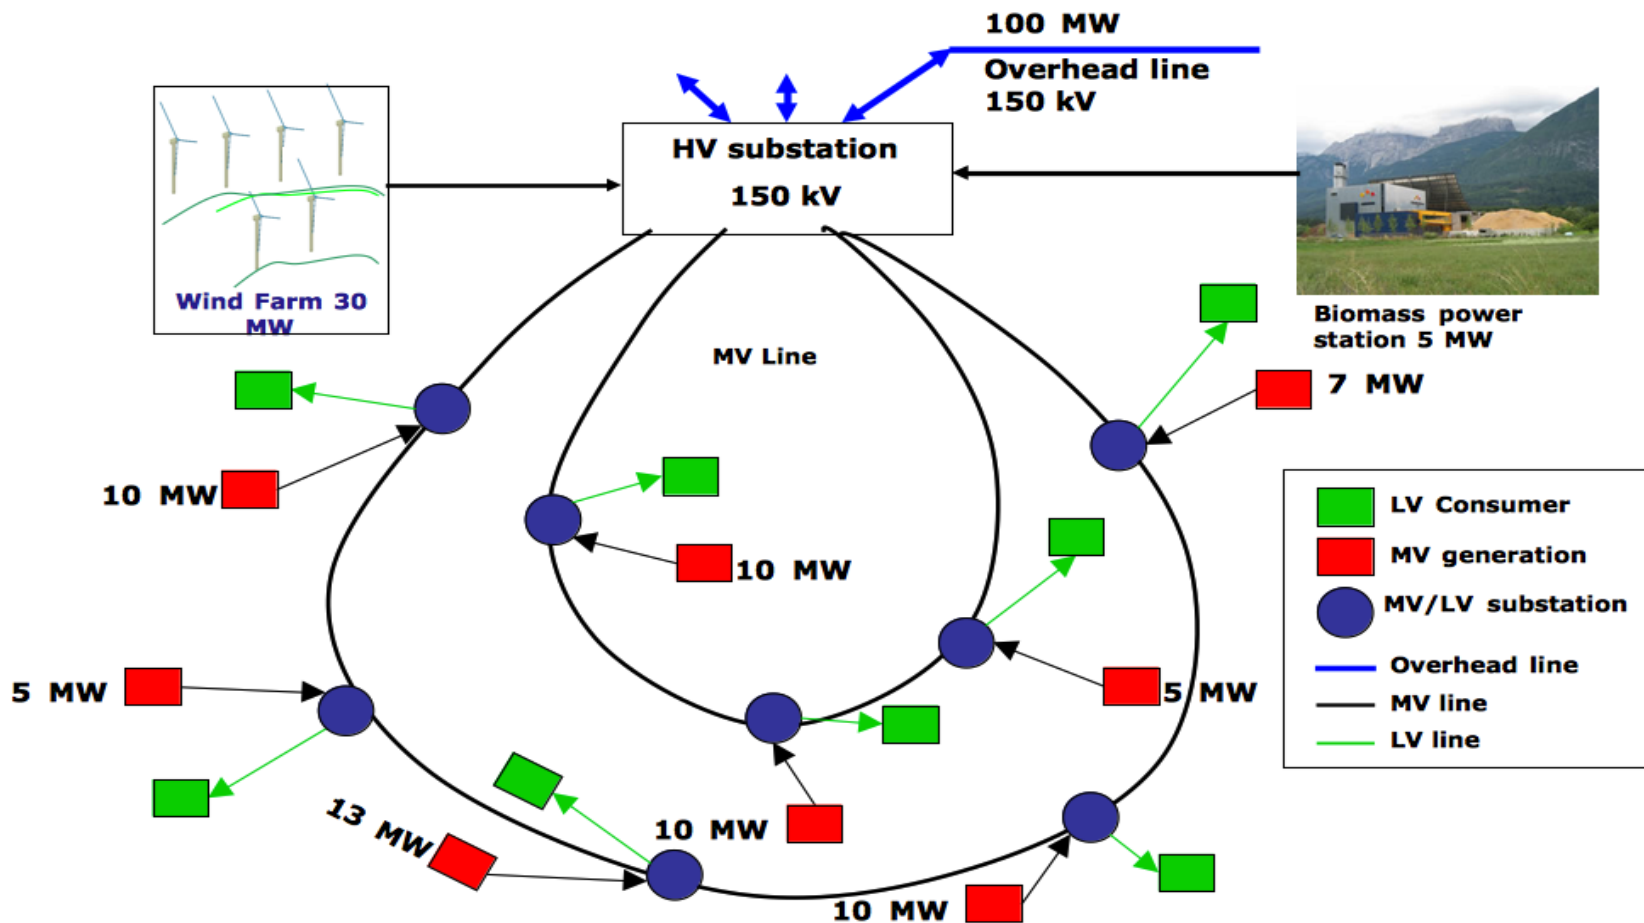 100 MW
Overhead line
150 kV
HV substation
150 kV
Wind Farm 30
MW
Biomass power
station 5 MW
MV Line
7 MW
10 MW
10 MW
LV Consumer
MV generation
MV/LV substation
Overhead line
MV line
LV line
5 MW
5 MW
13 MW
10 MW
10 MW